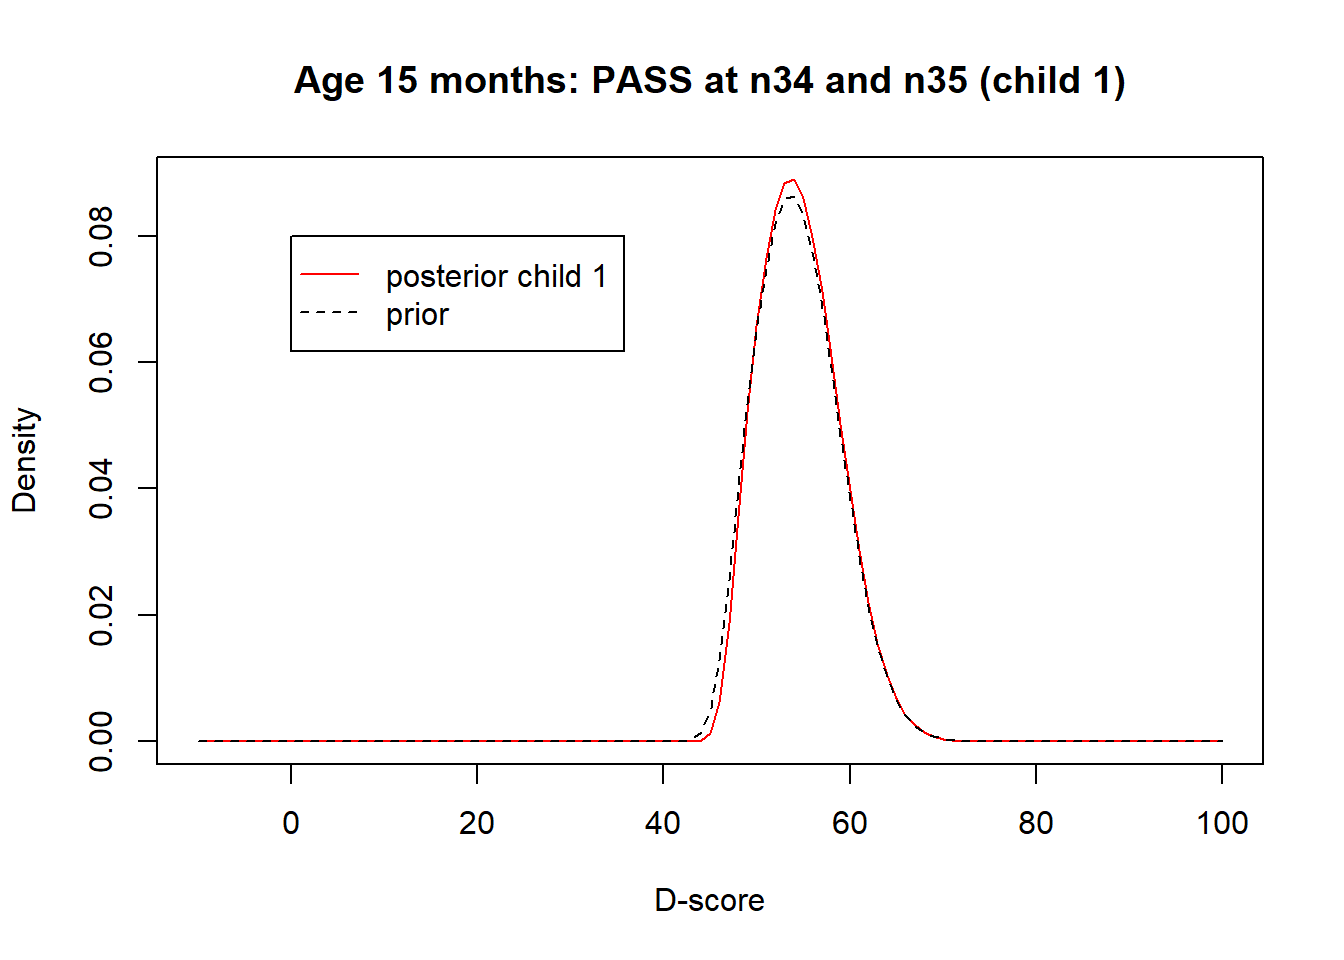 Age 15 months: PASS at n34 and n35 (child 1)
posterior child 1
prior
Density
0.00
0.02
0.04
0.06
0.08
0 20 40 60 80 100
D-score